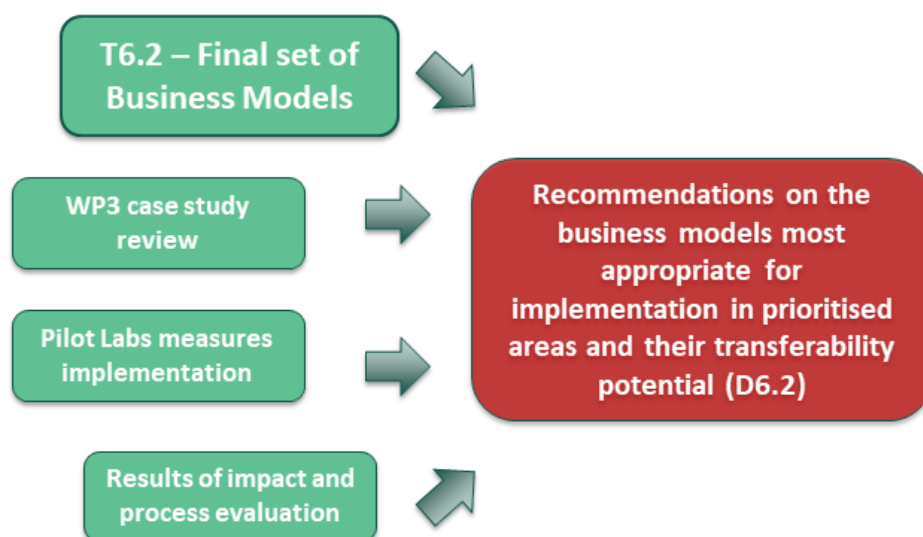 T6.2 – Final set of
Business Models
WP3 case study
review
Pilot Labs measures
implementation
Results of impact and
process evaluation
Recommendations on the
business models most
appropriate for
implementation in prioritised
areas and their transferability
potential (D6.2)